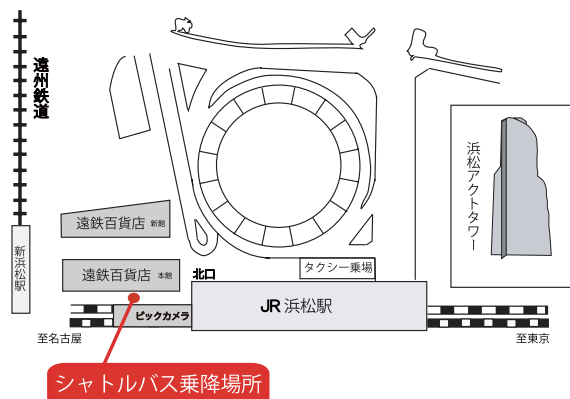 遠州鉄道
浜松アクトタワー
遠鉄百貨店 新館
新浜松駅
遠鉄百貨店 本館
北口
タクシー乗場
ビックカメラ
JR 浜松駅
至名古屋
至東京
シャトルバス乗降場所